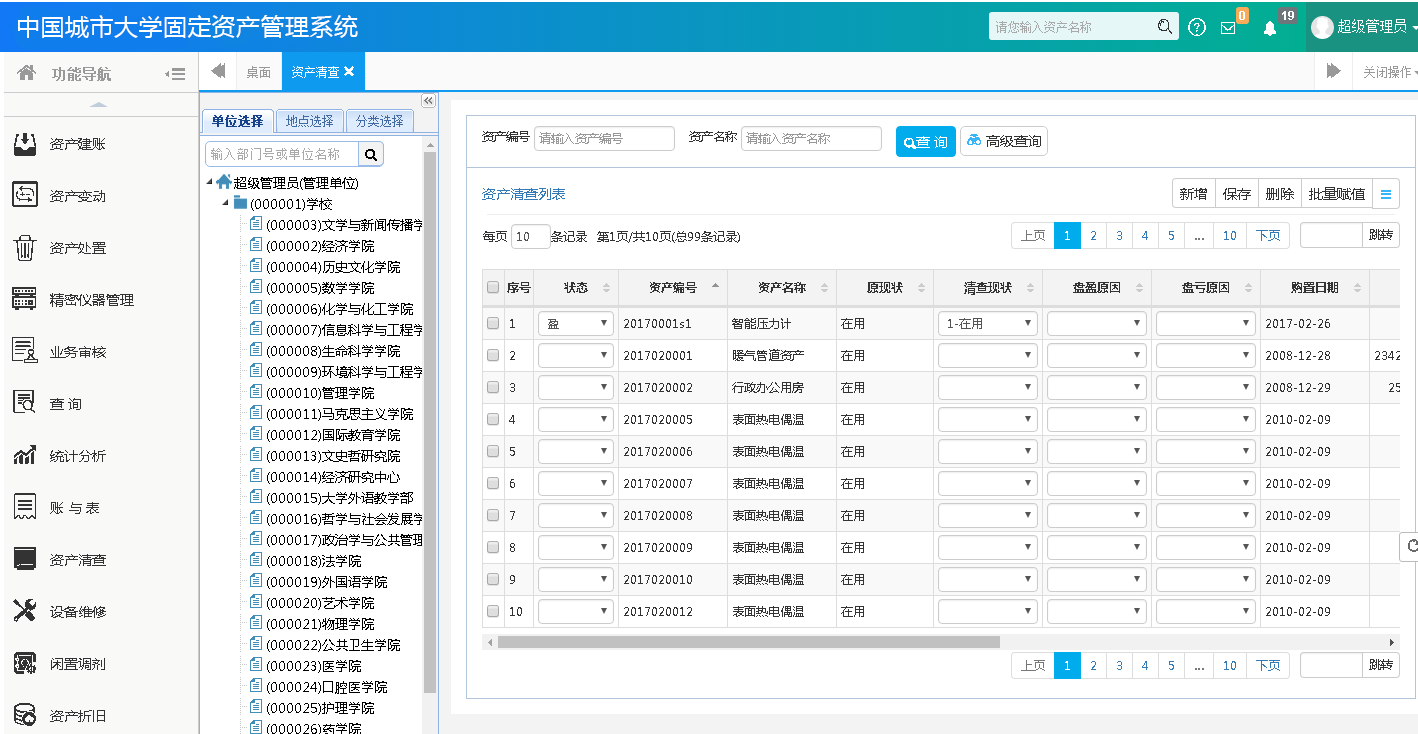 中国城市大学固定资产管理系统
请您输入资产名称
0
19
超级管理员
功能导航
桌面
资产清查
关闭操作
资产建账
资产变动
资产处置
精密仪器管理
业务审核
查 询
统计分析
账 与 表
资产清查
设备维修
闲置调剂
资产折旧
单位选择 地点选择 分类选择
输入部门号或单位名称
超级管理员(管理单位)
(000001)学校
(000003)文学与新闻传播学
(000002)经济学院
(000004)历史文化学院
(000005)数学学院
(000006)化学与化工学院
(000007)信息科学与工程学
(000008)生命科学学院
(000009)环境科学与工程学
(000010)管理学院
(000011)马克思主义学院
(000012)国际教育学院
(000013)文史哲研究院
(000014)经济研究中心
(000015)大学外语教学部
(000016)哲学与社会发展学
(000017)政治学与公共管理
(000018)法学院
(000019)外国语学院
(000020)艺术学院
(000021)物理学院
(000022)公共卫生学院
(000023)医学院
(000024)口腔医学院
(000025)护理学院
(000026)药学院
资产编号 请输入资产编号 资产名称 请输入资产名称 查 询 高级查询
资产清查列表
新增 保存 删除 批量赋值
每页 10 条记录 第1页/共10页(总99条记录)
上页 1 2 3 4 5 ... 10 下页 跳转
序号 状态 资产编号 资产名称 原现状 清查现状 盘盈原因 盘亏原因 购置日期
1 盈 20170001s1 智能压力计 在用 1-在用 2017-02-26
2 2017020001 暖气管道资产 在用 2008-12-28 2342
3 2017020002 行政办公用房 在用 2008-12-29 25
4 2017020005 表面热电偶温 在用 2010-02-09
5 2017020006 表面热电偶温 在用 2010-02-09
6 2017020007 表面热电偶温 在用 2010-02-09
7 2017020008 表面热电偶温 在用 2010-02-09
8 2017020009 表面热电偶温 在用 2010-02-09
9 2017020010 表面热电偶温 在用 2010-02-09
10 2017020012 表面热电偶温 在用 2010-02-09
上页 1 2 3 4 5 ... 10 下页 跳转